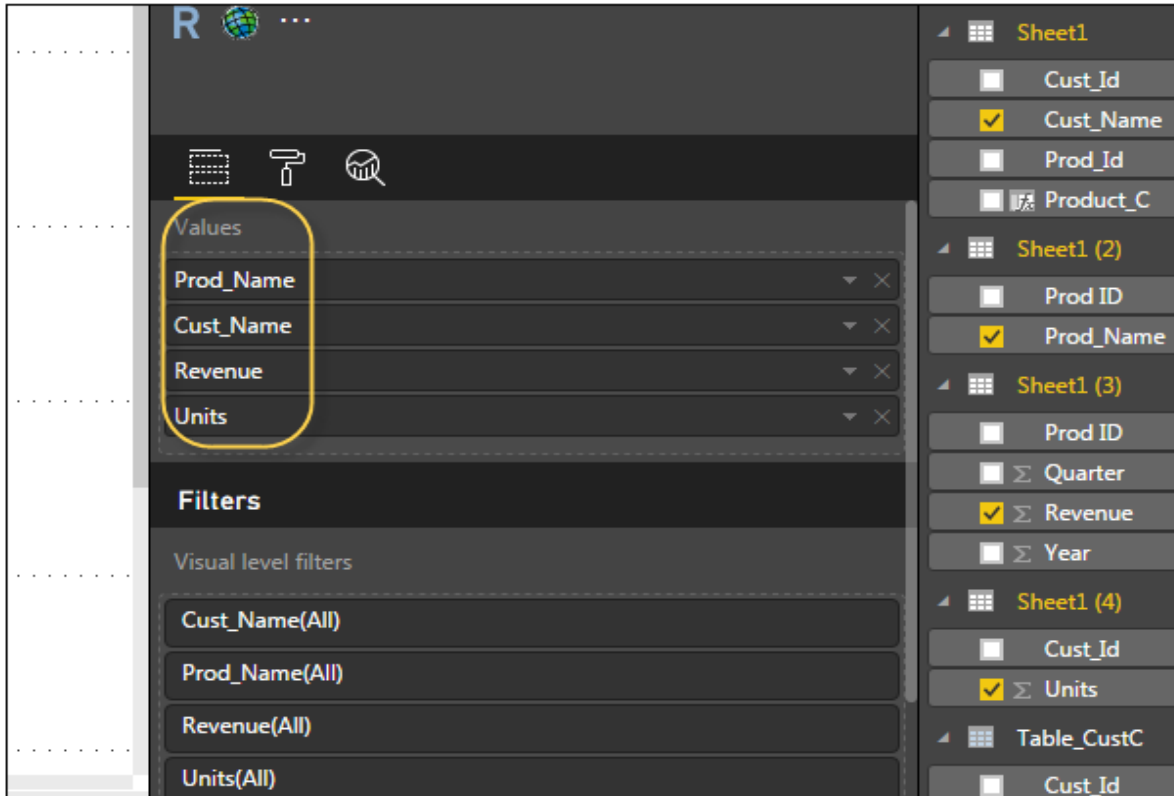 R ...
Values
Prod_Name
Cust_Name
Revenue
Units
Filters
Visual level filters
Cust_Name(All)
Prod_Name(All)
Revenue(All)
Units(All)
Sheet1
Cust_Id
Cust_Name
Prod_Id
Product_C
Sheet1 (2)
Prod ID
Prod_Name
Sheet1 (3)
Prod ID
Σ Quarter
Σ Revenue
Σ Year
Sheet1 (4)
Cust_Id
Σ Units
Table_CustC
Cust_Id